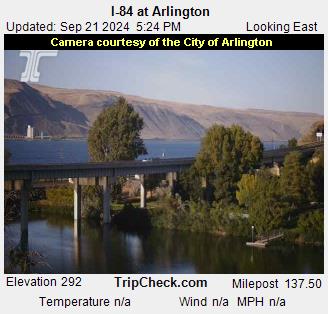 I-84 at Arlington
Updated: Sep 21 2024 5:24 PM Looking East
Camera courtesy of the City of Arlington
Elevation 292 TripCheck.com Milepost 137.50
Temperature n/a Wind n/a MPH n/a